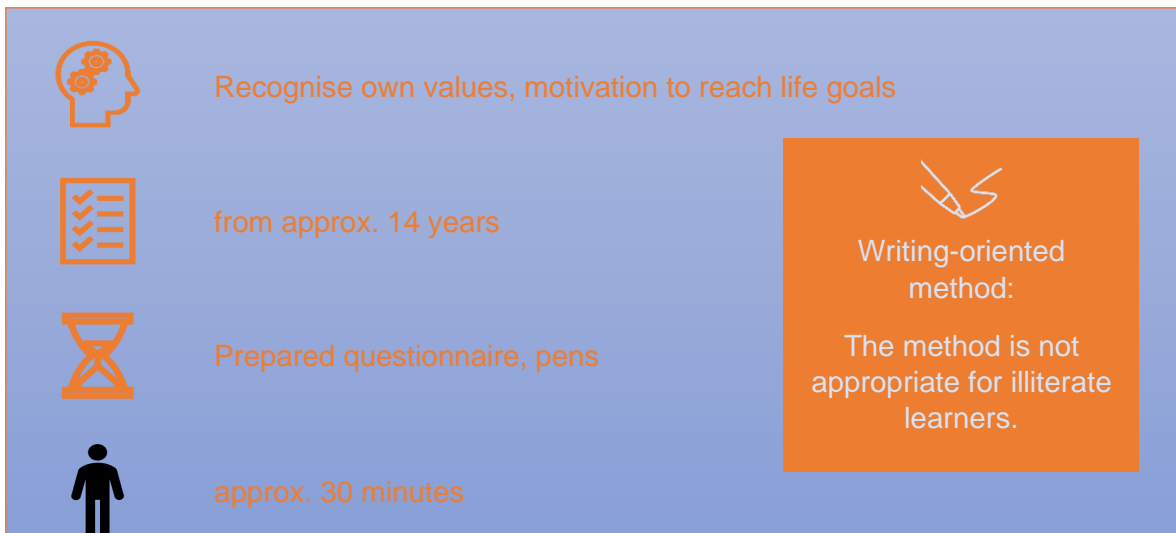 Recognise own values, motivation to reach life goals
from approx. 14 years
Prepared questionnaire, pens
approx. 30 minutes
Writing-oriented
method:
The method is not
appropriate for illiterate
learners.